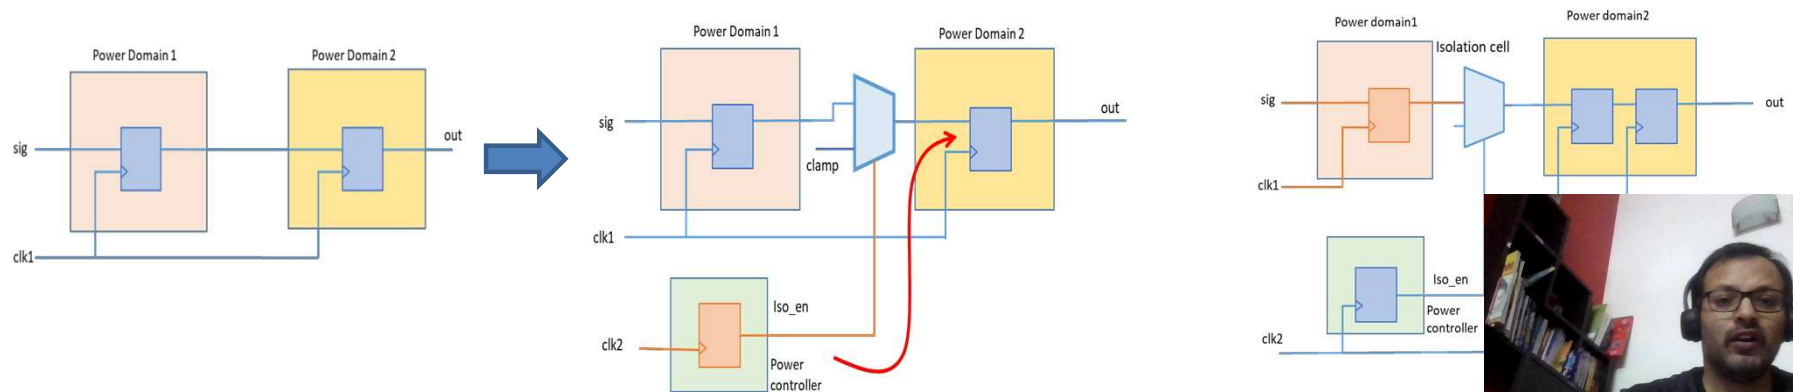 Power Domain 1
Power Domain 2
sig
out
clk1
Power Domain 1
Power Domain 2
sig
out
clamp
clk1
Iso_en
clk2
Power
controller
Power domain1
Power domain2
Isolation cell
sig
out
clk1
Iso_en
Power
controller
clk2